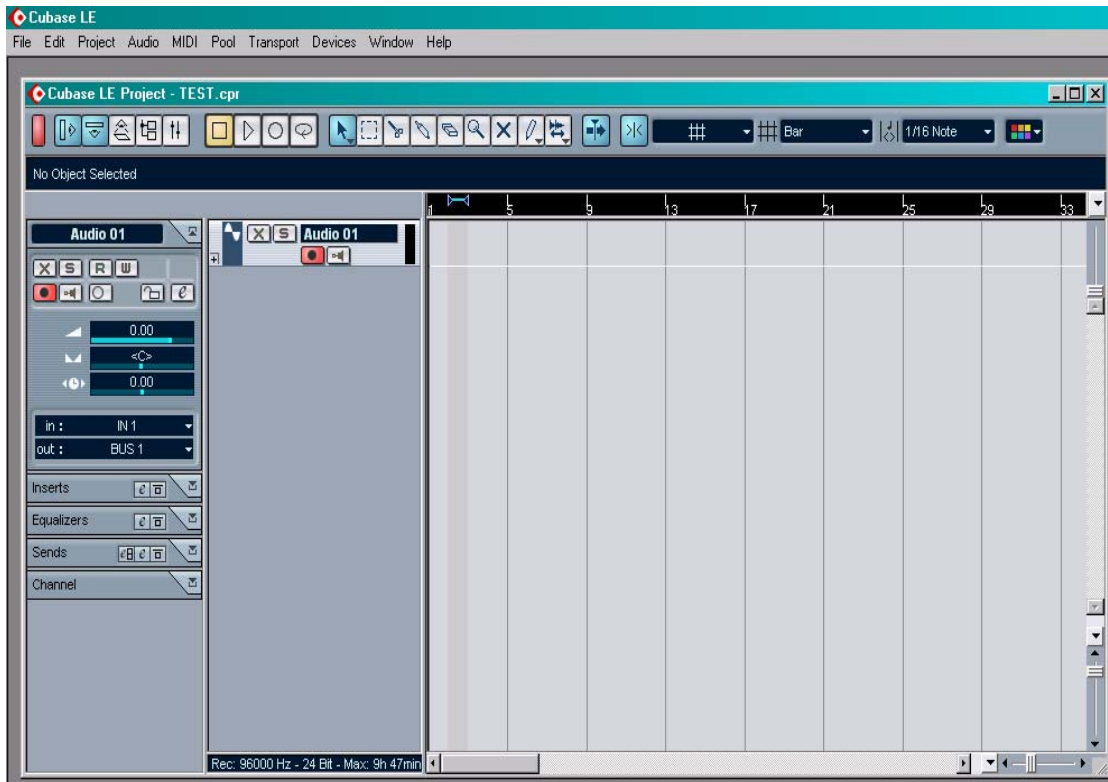 Cubase LE
File Edit Project Audio MIDI Pool Transport Devices Window Help
Cubase LE Project - TEST.cpr
Bar 1/16 Note
No Object Selected
1 5 9 13 17 21 25 29 33
Audio 01
X S Audio 01
X S R W
e
0.00
<C>
0.00
in : IN 1
out : BUS 1
Inserts e
Equalizers e
Sends e e
Channel
Rec: 96000 Hz - 24 Bit - Max: 9h 47min